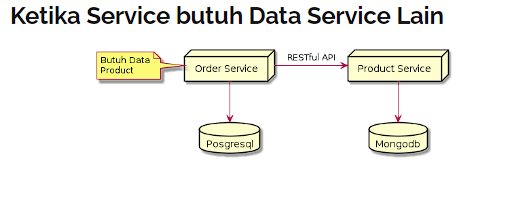 Ketika Service butuh Data Service Lain
Butuh Data
Product
Order Service
RESTful API
Product Service
Posgresql
Mongodb